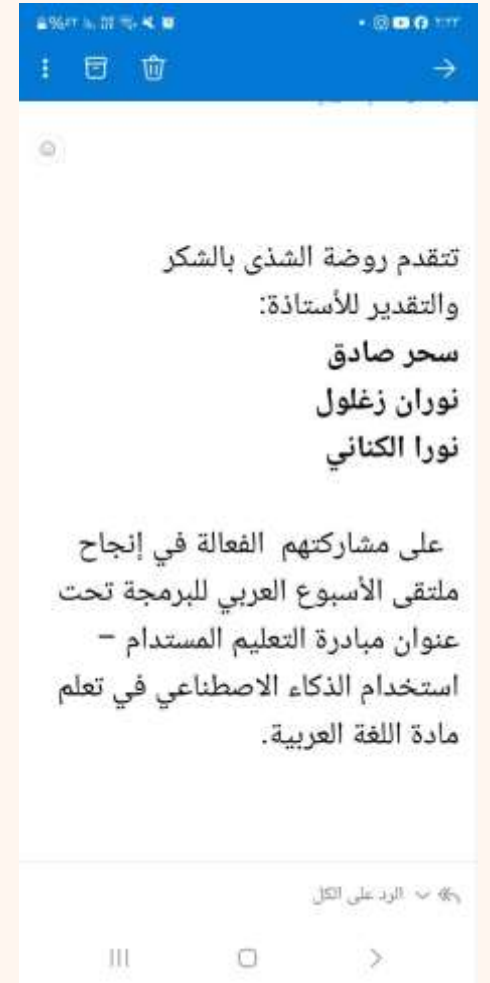 تتقدم روضة الشذى بالشكر
والتقدير للأستاذة:
سحر صادق
نوران زغلول
نورا الكناني
على مشاركتهم الفعالة في إنجاح
ملتقى الأسبوع العربي للبرمجة تحت
عنوان مبادرة التعليم المستدام –
استخدام الذكاء الاصطناعي في تعلم
مادة اللغة العربية.
الرد على الكل